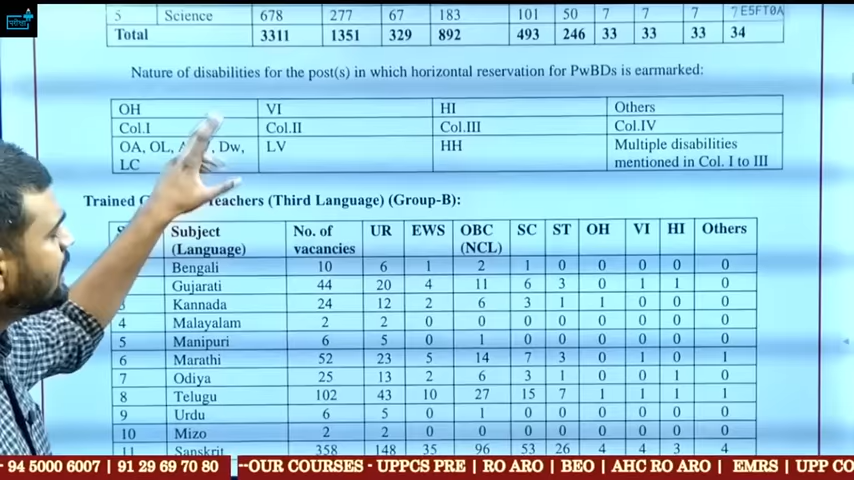 परीक्षा
5 Science 678 277 67 183 101 50 7 7 7 7
E5FT0A
Total 3311 1351 329 892 493 246 33 33 33 34
Nature of disabilities for the post(s) in which horizontal reservation for PwBDs is earmarked:
OH VI HI Others
Col.I Col.II Col.III Col.IV
OA, OL, Dw, LV HH Multiple disabilities
LC mentioned in Col. I to III
Trained Teachers (Third Language) (Group-B):
Subject No. of UR EWS OBC SC ST OH VI HI Others
(Language) vacancies (NCL)
Bengali 10 6 1 2 1 0 0 0 0 0
Gujarati 44 20 4 11 6 3 0 1 1 0
Kannada 24 12 2 6 3 1 1 0 0 0
4 Malayalam 2 2 0 0 0 0 0 0 0 0
5 Manipuri 6 5 0 1 0 0 0 0 0 0
6 Marathi 52 23 5 14 7 3 0 1 0 1
7 Odiya 25 13 2 6 3 1 0 0 1 0
8 Telugu 102 43 10 27 15 7 1 1 1 1
9 Urdu 6 5 0 1 0 0 0 0 0 0
10 Mizo 2 2 0 0 0 0 0 0 0 0
11 Sanskrit 358 148 35 96 53 26 4 4 3 4
- 94 5000 6007 | 91 29 69 70 80 --OUR COURSES - UPPCS PRE | RO ARO | BEO | AHC RO ARO | EMRS | UPP CO